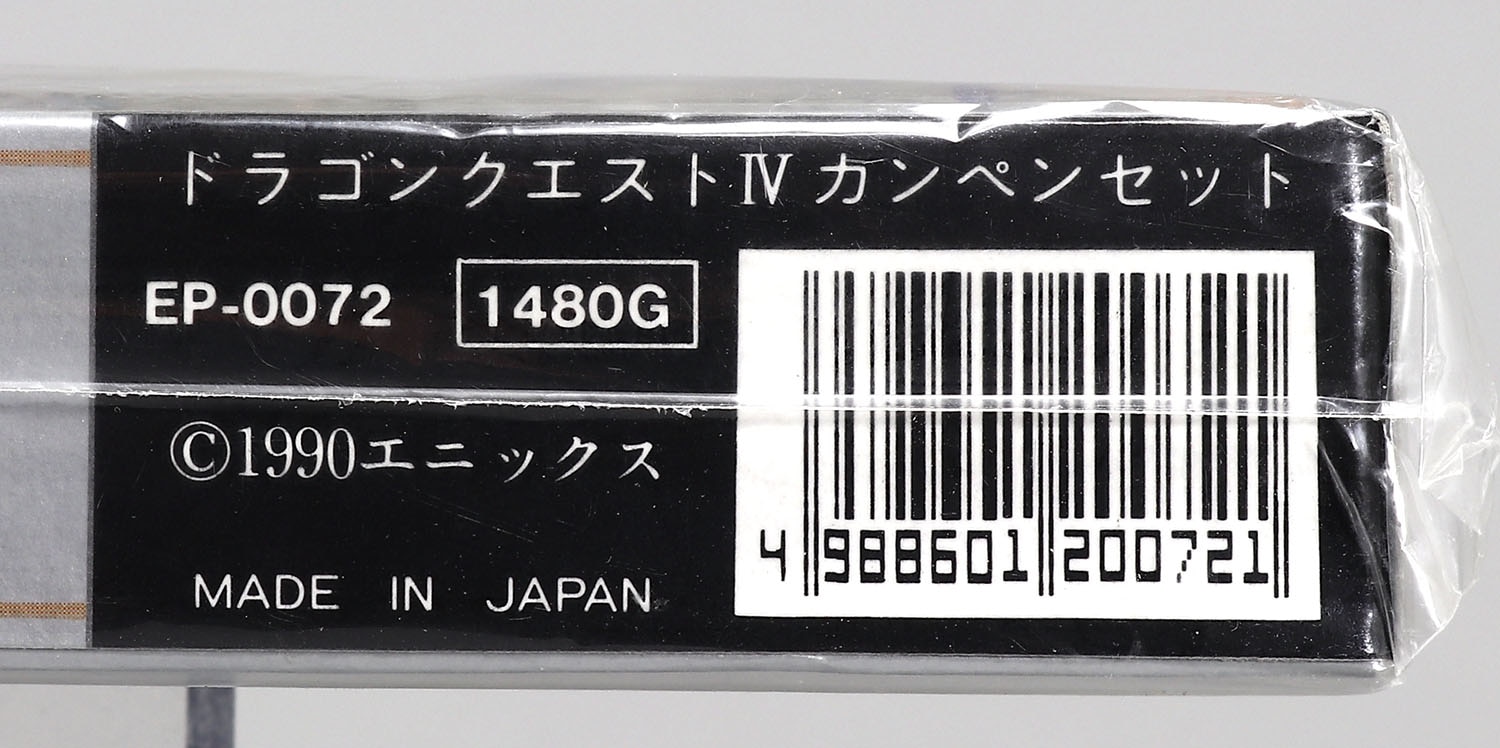 ドラゴンクエストⅣカンペンセット
EP-0072 1480G
©1990エニックス
MADE IN JAPAN
4 988601 200721